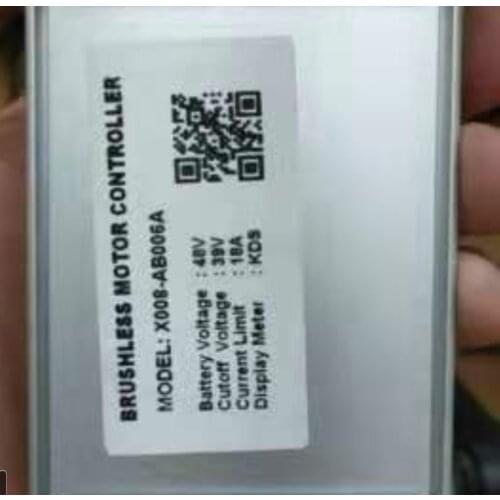 BRUSHLESS MOTOR CONTROLLER
MODEL: X008-AB006A
Battery Voltage : 48V
Cutoff Voltage : 39V
Current Limit : 18A
Display Meter : KDS